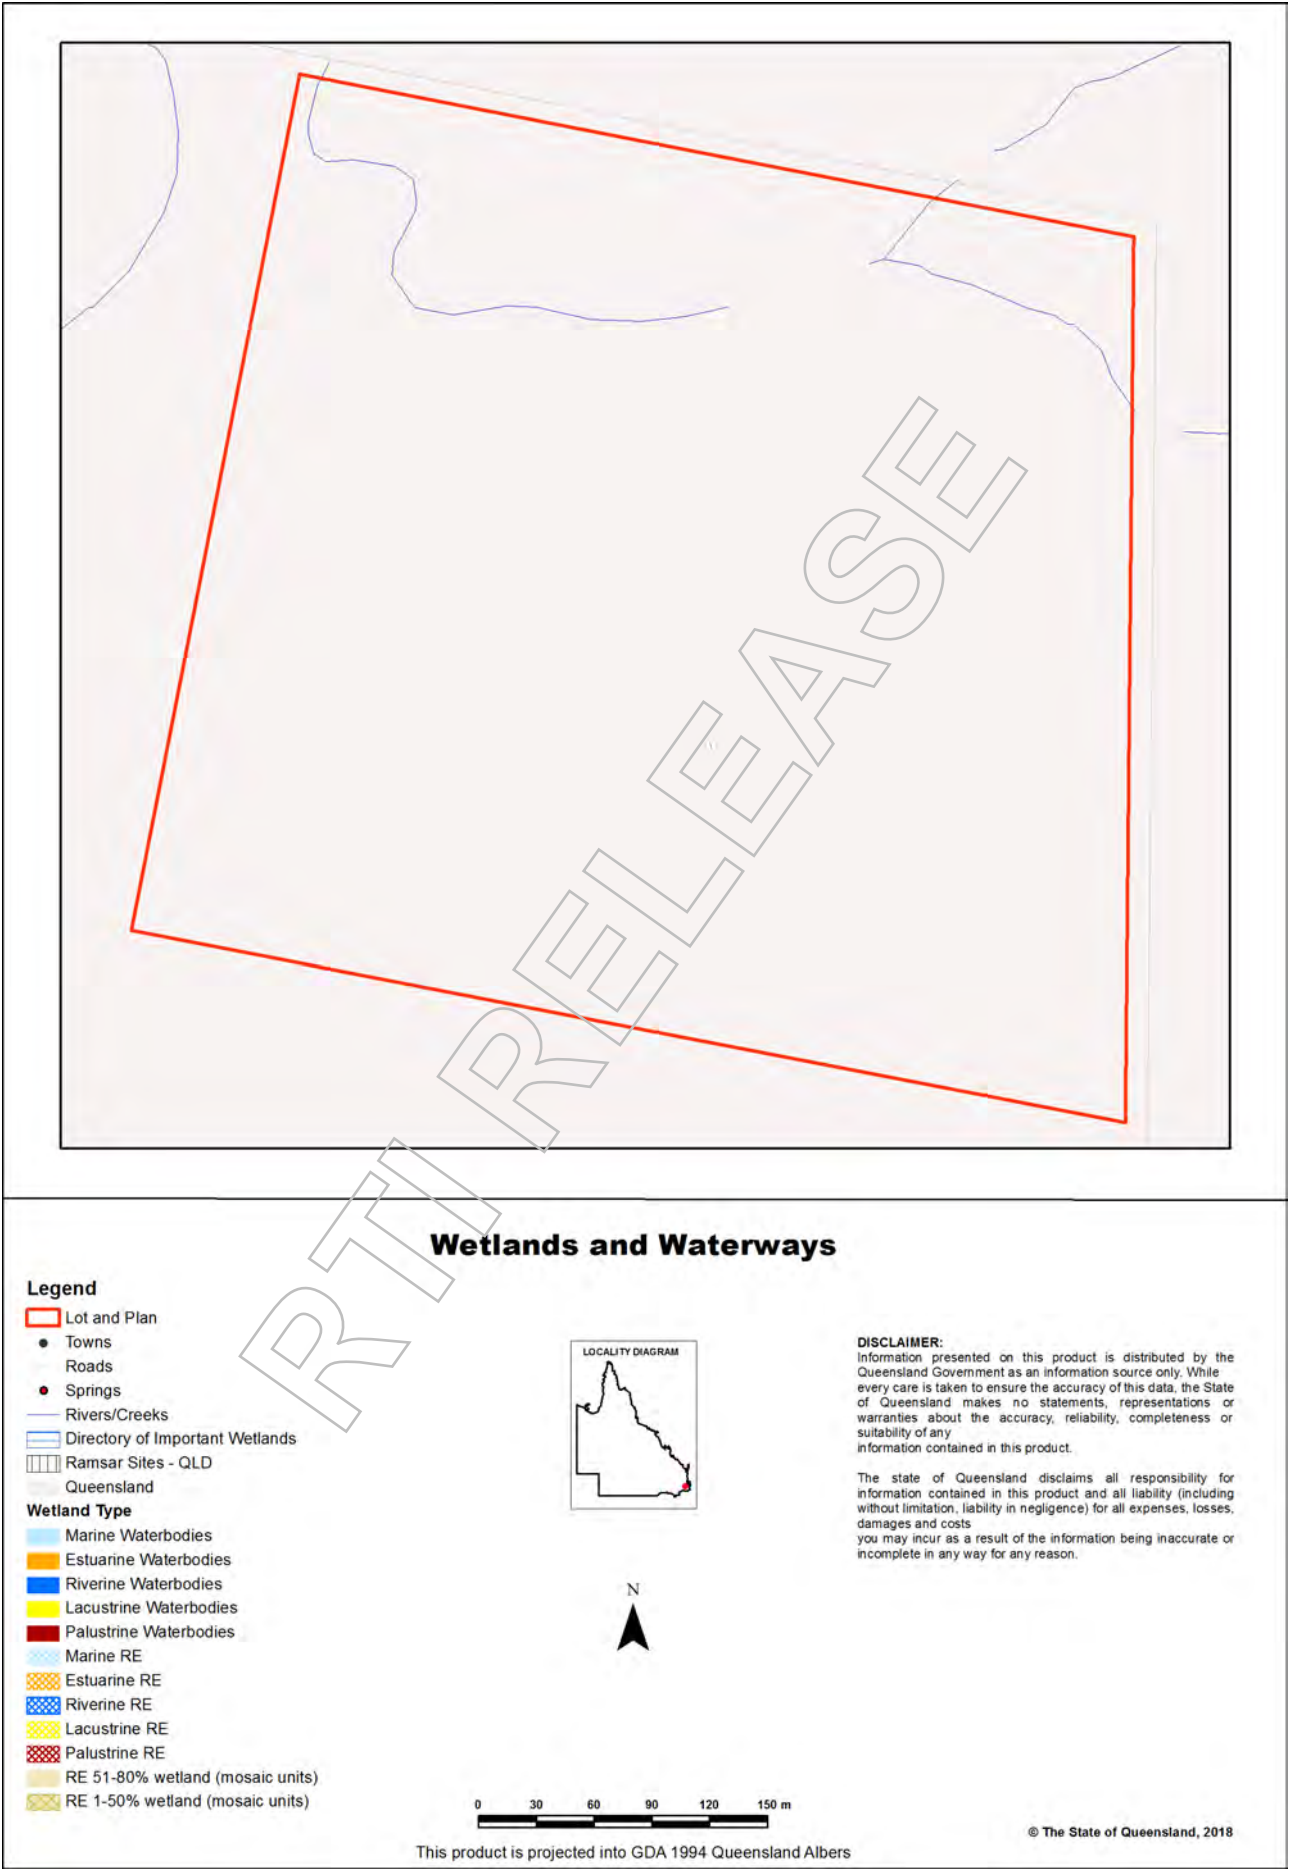 RTI RELEASE
Wetlands and Waterways
Legend
Lot and Plan
Towns
Roads
Springs
Rivers/Creeks
Directory of Important Wetlands
Ramsar Sites - QLD
Queensland
Wetland Type
Marine Waterbodies
Estuarine Waterbodies
Riverine Waterbodies
Lacustrine Waterbodies
Palustrine Waterbodies
Marine RE
Estuarine RE
Riverine RE
Lacustrine RE
Palustrine RE
RE 51-80% wetland (mosaic units)
RE 1-50% wetland (mosaic units)
LOCALITY DIAGRAM
N
0 30 60 90 120 150 m
This product is projected into GDA 1994 Queensland Albers
DISCLAIMER:
Information presented on this product is distributed by the
Queensland Government as an information source only. While
every care is taken to ensure the accuracy of this data, the State
of Queensland makes no statements, representations or
warranties about the accuracy, reliability, completeness or
suitability of any
information contained in this product.
The state of Queensland disclaims all responsibility for
information contained in this product and all liability (including
without limitation, liability in negligence) for all expenses, losses,
damages and costs
you may incur as a result of the information being inaccurate or
incomplete in any way for any reason.
© The State of Queensland, 2018